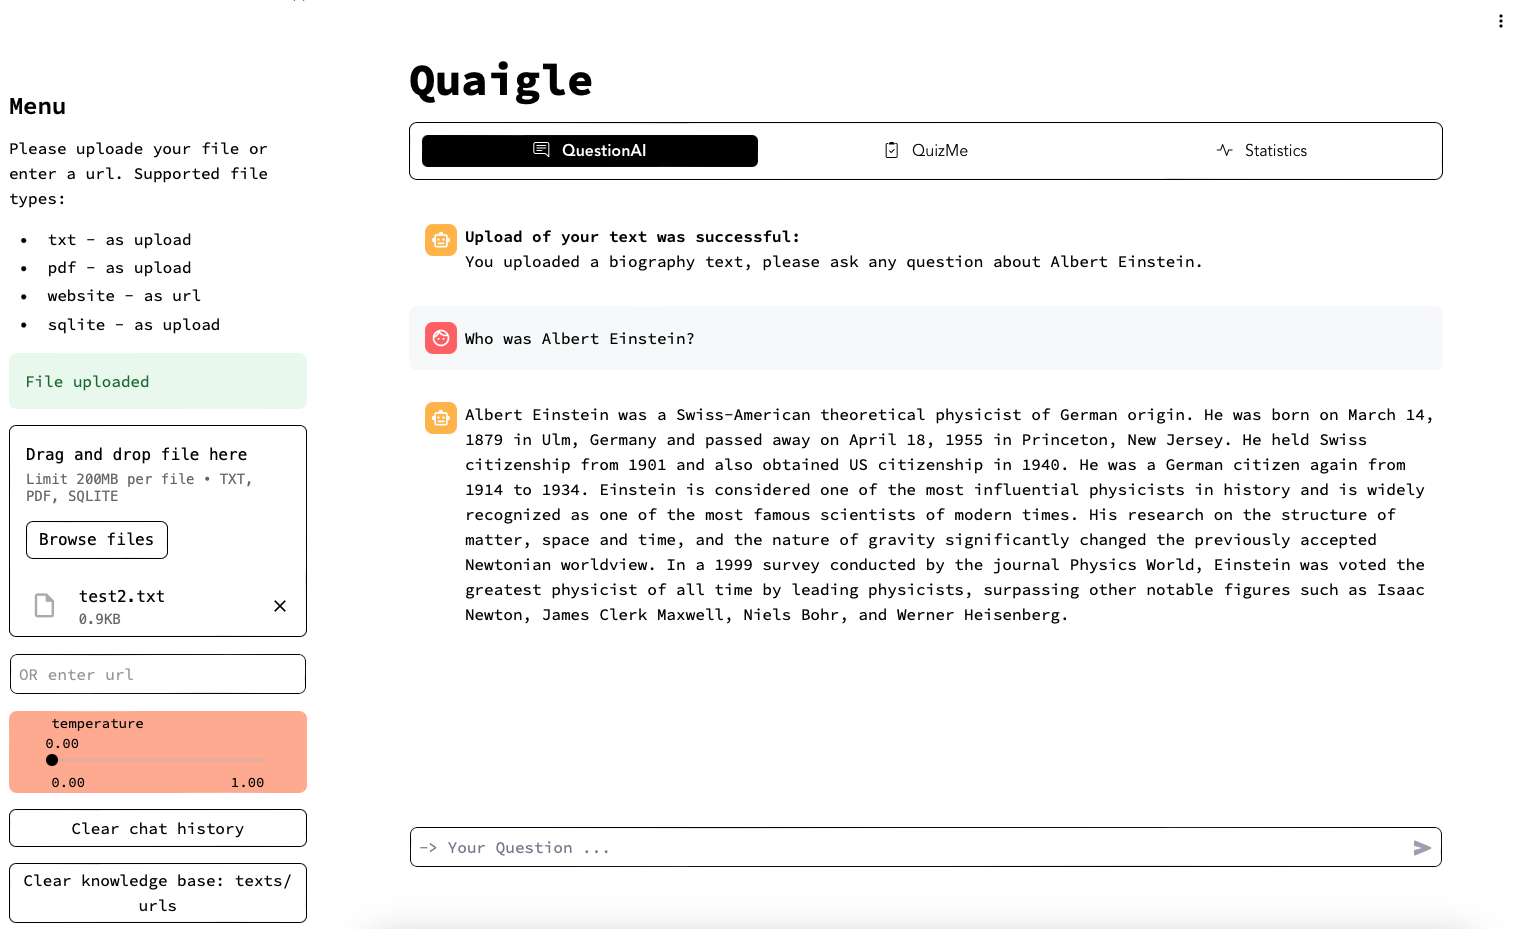 Menu
Please uploade your file or
enter a url. Supported file
types:
• txt - as upload
• pdf - as upload
• website - as url
• sqlite - as upload
File uploaded
Drag and drop file here
Limit 200MB per file • TXT,
PDF, SQLITE
Browse files
test2.txt
0.9KB
OR enter url
temperature
0.00
0.00 1.00
Clear chat history
Clear knowledge base: texts/
urls
Quaigle
QuestionAI QuizMe Statistics
Upload of your text was successful:
You uploaded a biography text, please ask any question about Albert Einstein.
Who was Albert Einstein?
Albert Einstein was a Swiss-American theoretical physicist of German origin. He was born on March 14,
1879 in Ulm, Germany and passed away on April 18, 1955 in Princeton, New Jersey. He held Swiss
citizenship from 1901 and also obtained US citizenship in 1940. He was a German citizen again from
1914 to 1934. Einstein is considered one of the most influential physicists in history and is widely
recognized as one of the most famous scientists of modern times. His research on the structure of
matter, space and time, and the nature of gravity significantly changed the previously accepted
Newtonian worldview. In a 1999 survey conducted by the journal Physics World, Einstein was voted the
greatest physicist of all time by leading physicists, surpassing other notable figures such as Isaac
Newton, James Clerk Maxwell, Niels Bohr, and Werner Heisenberg.
-> Your Question ...